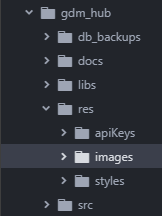 gdm_hub
db_backups
docs
libs
res
apiKeys
images
styles
src